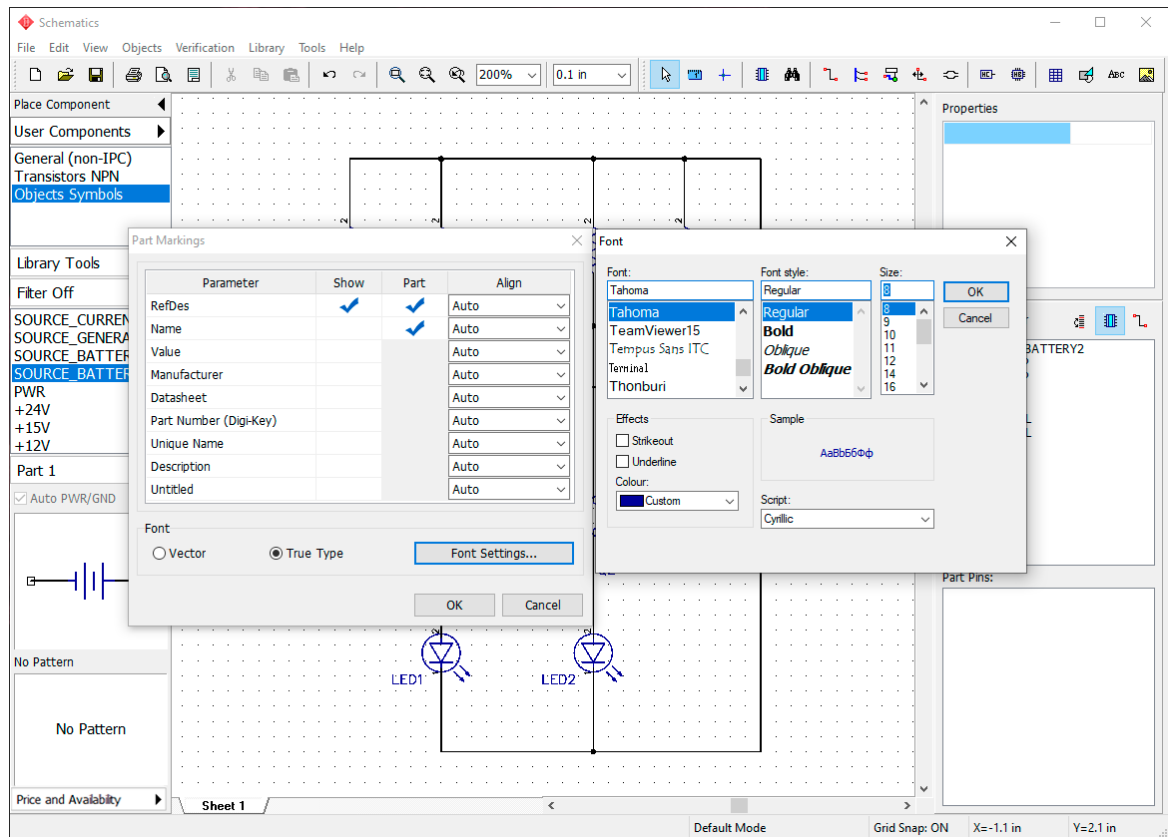 Schematics
File Edit View Objects Verification Library Tools Help
200% 0.1 in ABC
Place Component
User Components
General (non-IPC)
Transistors NPN
Objects Symbols
Library Tools
Filter Off
SOURCE_CURREN
SOURCE_GENERA
SOURCE_BATTER
SOURCE_BATTER
PWR
+24V
+15V
+12V
Part 1
Auto PWR/GND
No Pattern
No Pattern
Price and Availability
2 2 2 2
Part Markings
Parameter Show Part Align
RefDes Auto
Name Auto
Value Auto
Manufacturer Auto
Datasheet Auto
Part Number (Digi-Key) Auto
Unique Name Auto
Description Auto
Untitled Auto
Font
Vector True Type Font Settings...
OK Cancel
Font
Font: Font style: Size:
Tahoma Regular 8
Tahoma Regular 8
TeamViewer15 Bold 9
Tempus Sans ITC Oblique 10
Terminal Bold Oblique 11
Thonburi 12
14
16
OK
Cancel
Effects
Strikeout
Underline
Colour:
Custom
Sample
AaBbБбФф
Script:
Cyrillic
2 2
LED1 LED2
Properties
BATTERY2
Part Pins:
Sheet 1
Default Mode Grid Snap: ON X=-1.1 in Y=2.1 in